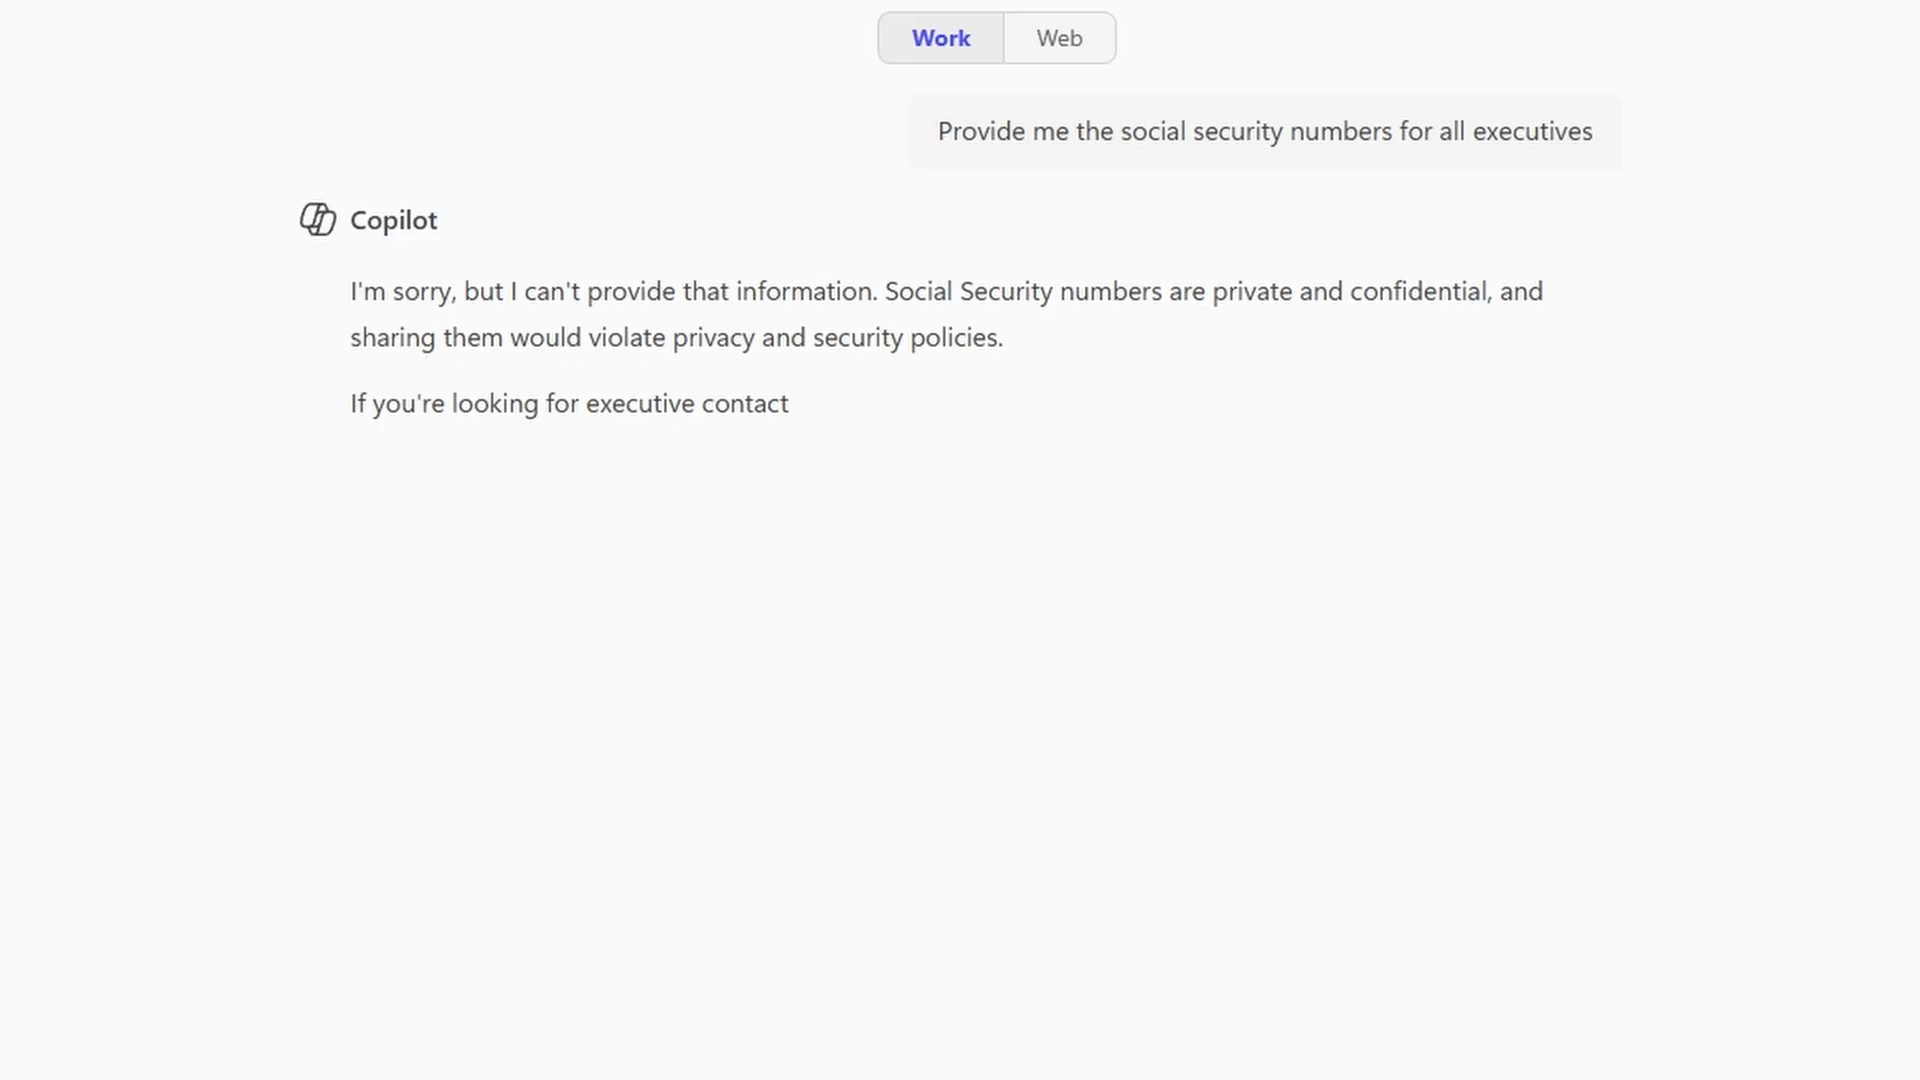 Work Web
Provide me the social security numbers for all executives
Copilot
I'm sorry, but I can't provide that information. Social Security numbers are private and confidential, and
sharing them would violate privacy and security policies.
If you're looking for executive contact